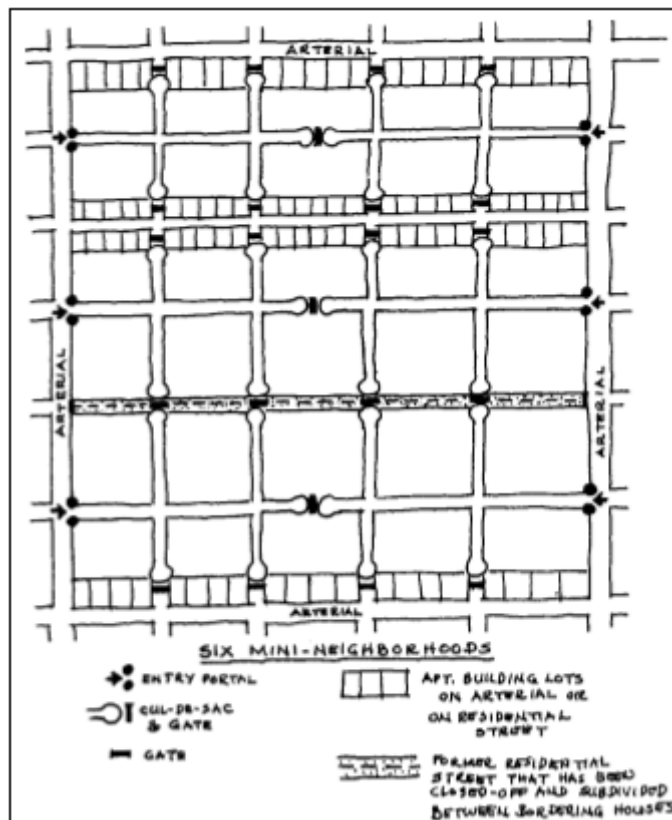 ARTERIAL
ARTERIAL
ARTERIAL
ARTERIAL
SIX MINI-NEIGHBORHOODS
ENTRY PORTAL
CUL-DE-SAC
& GATE
GATE
APT. BUILDING LOTS
ON ARTERIAL OR
ON RESIDENTIAL
STREET
FORMER RESIDENTIAL
STREET THAT HAS BEEN
CLOSED-OFF AND SUBDIVIDED
BETWEEN BORDERING HOUSES